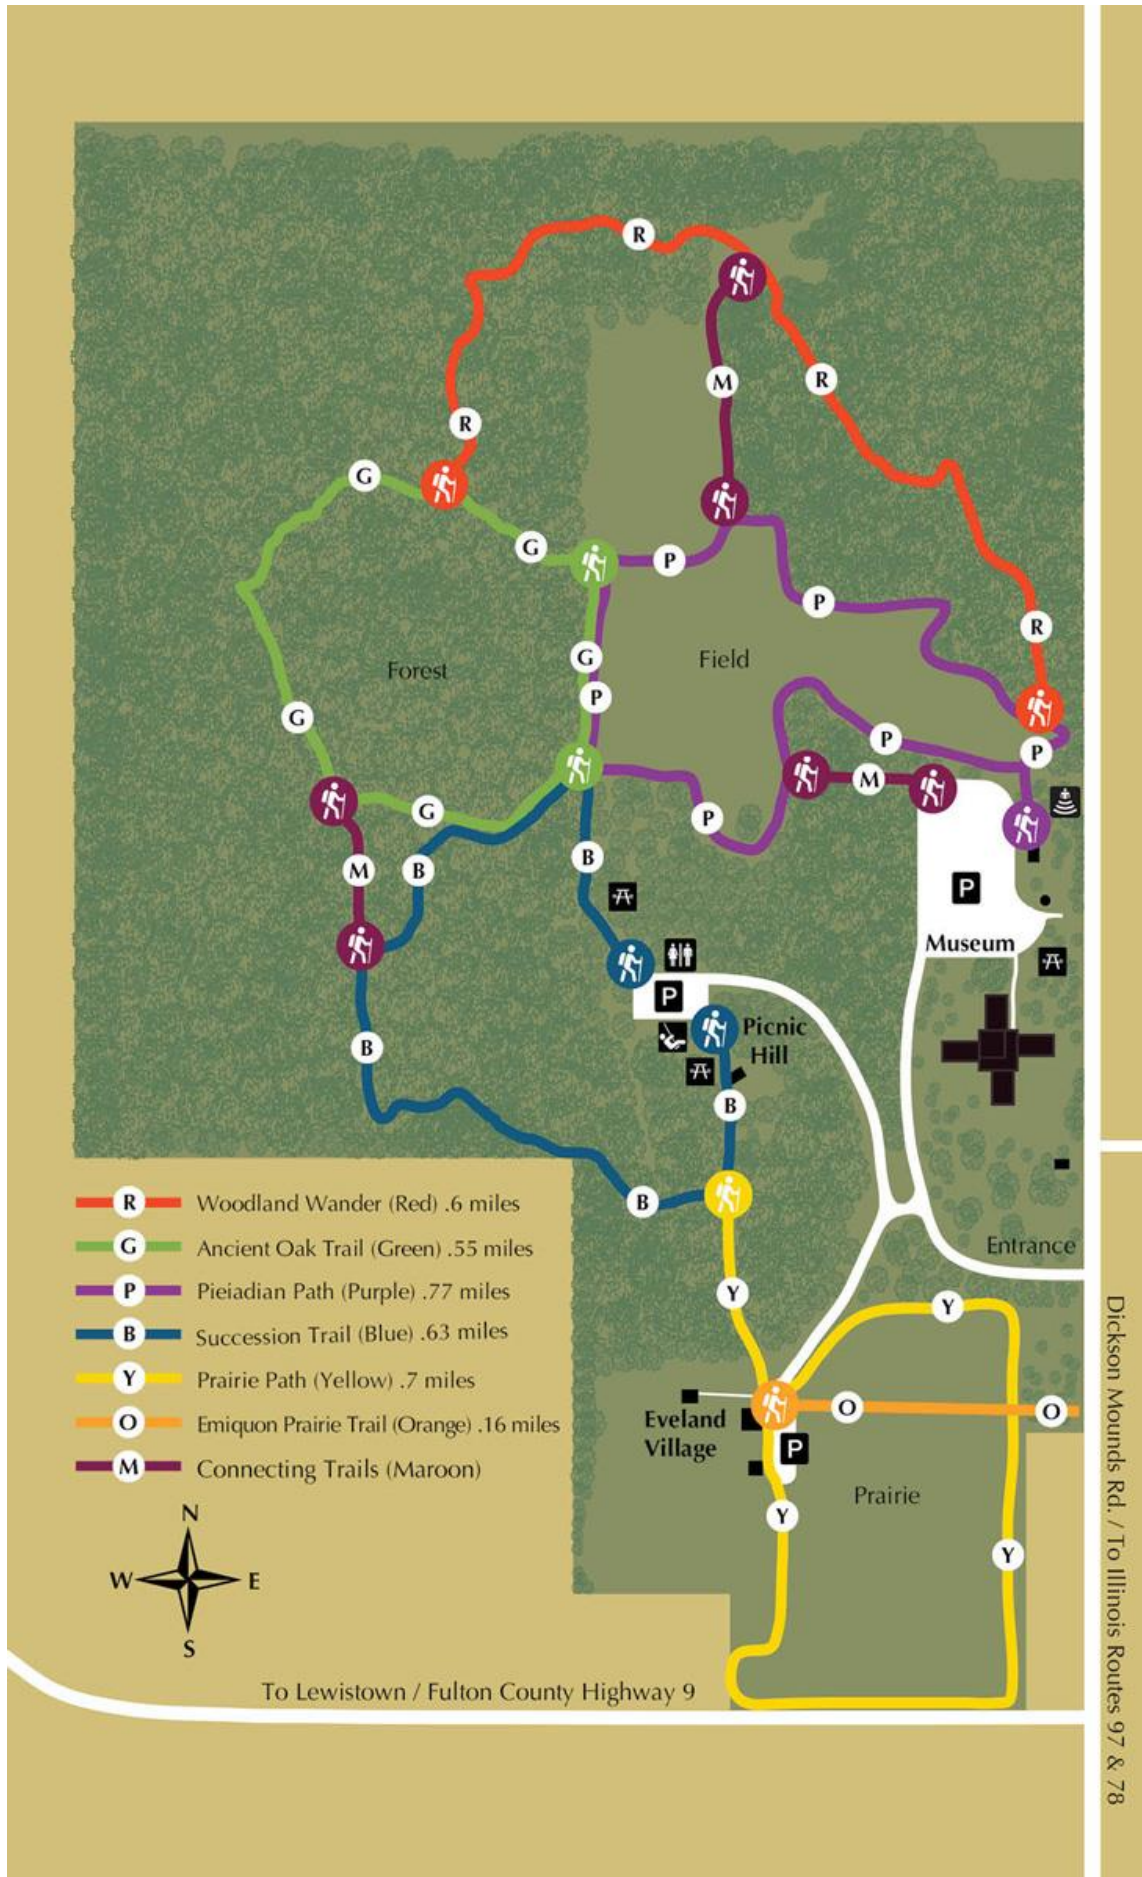 R
R
M
R
R
G
G
P
P
G
Forest
Field
R
P
G
P
P
P
M
G
P
B
M
B
P
Museum
P
Picnic
Hill
B
B
B
R Woodland Wander (Red) .6 miles
G Ancient Oak Trail (Green) .55 miles
P Pieiadian Path (Purple) .77 miles
B Succession Trail (Blue) .63 miles
Y Prairie Path (Yellow) .7 miles
O Emiquon Prairie Trail (Orange) .16 miles
M Connecting Trails (Maroon)
Entrance
Y
Y
O
O
Eveland
Village
P
Prairie
Y
Y
N
W E
S
To Lewistown / Fulton County Highway 9
Dickson Mounds Rd. / To Illinois Routes 97 & 78